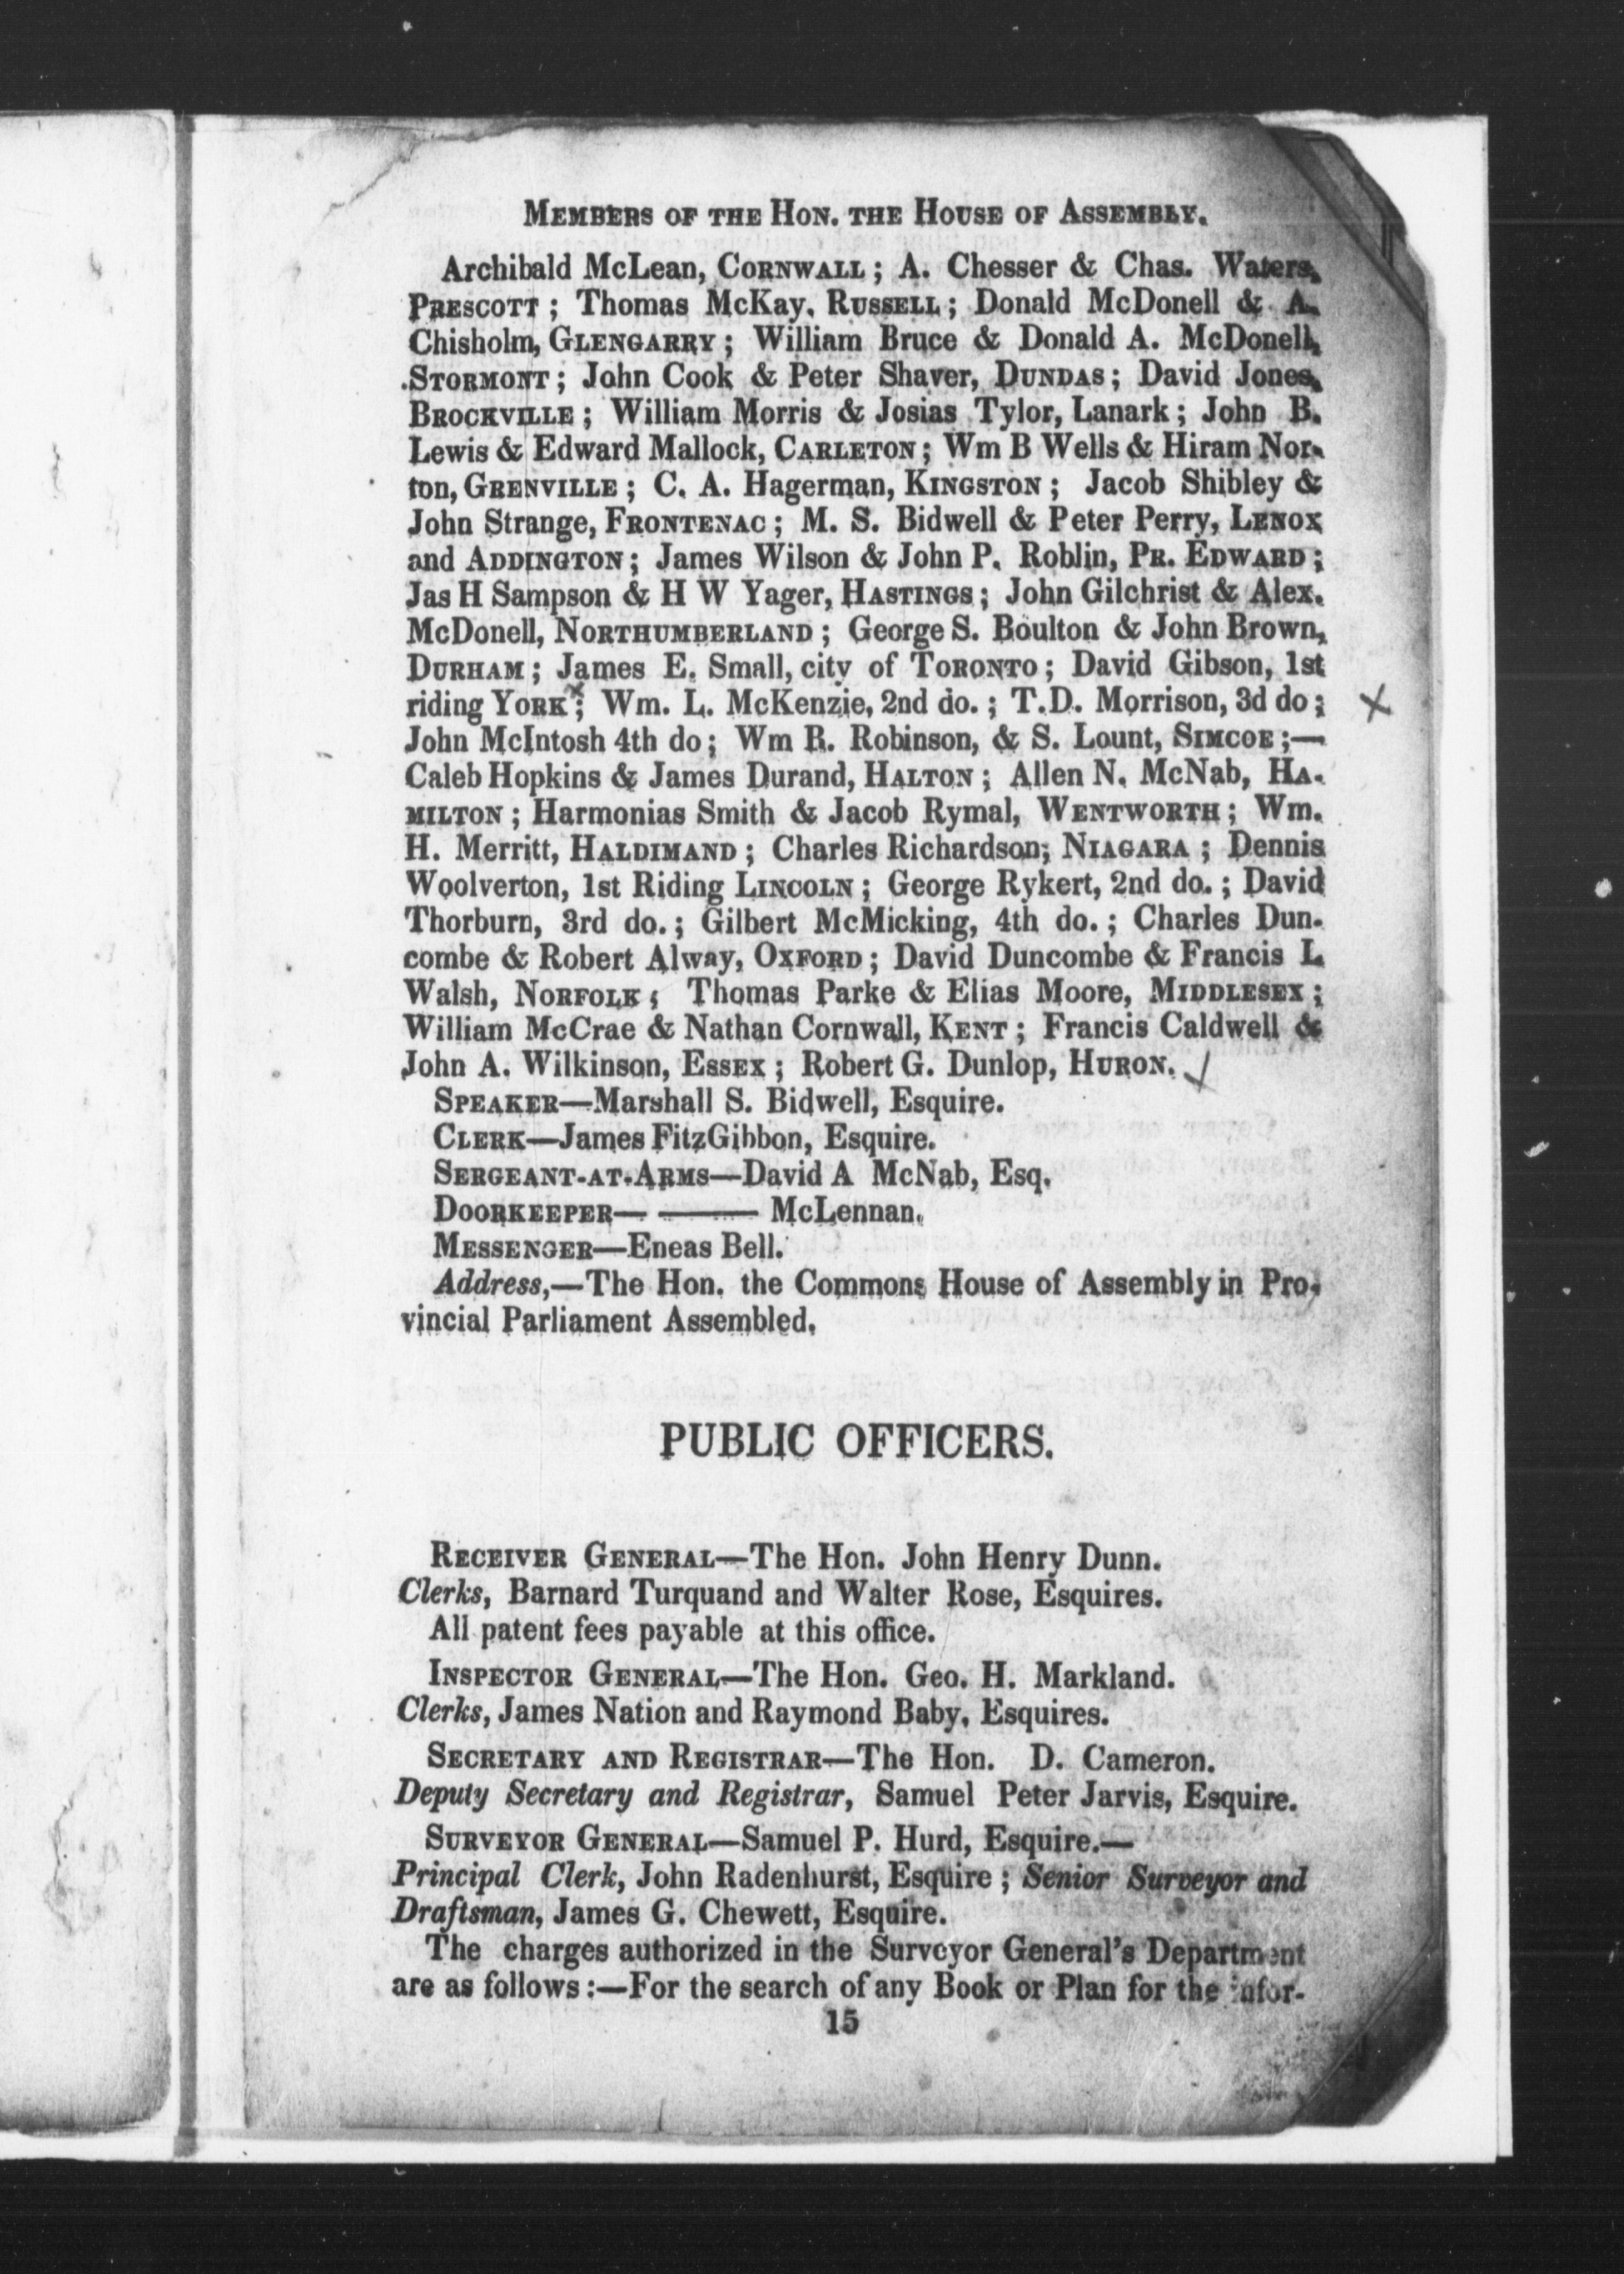 MEMBERS OF THE HON. THE HOUSE OF ASSEMBLY.
Archibald McLean, CORNWALL; A. Chesser & Chas. Waters,
PRESCOTT; Thomas McKay, RUSSELL; Donald McDonell & A.
Chisholm, GLENGARRY; William Bruce & Donald A. McDonell,
STORMONT; John Cook & Peter Shaver, DUNDAS; David Jones,
BROCKVILLE; William Morris & Josias Tylor, Lanark; John B.
Lewis & Edward Mallock, CARLETON; Wm B Wells & Hiram Nor-
ton, GRENVILLE; C. A. Hagerman, KINGSTON; Jacob Shibley &
John Strange, FRONTENAC; M. S. Bidwell & Peter Perry, LENOX
and ADDINGTON; James Wilson & John P. Roblin, PR. EDWARD;
Jas H Sampson & H W Yager, HASTINGS; John Gilchrist & Alex.
McDonell, NORTHUMBERLAND; George S. Boulton & John Brown,
DURHAM; James E. Small, city of TORONTO; David Gibson, 1st
riding YORK x; Wm. L. McKenzie, 2nd do.; T.D. Morrison, 3d do; x
John McIntosh 4th do; Wm B. Robinson, & S. Lount, SIMCOE;—
Caleb Hopkins & James Durand, HALTON; Allen N. McNab, HA-
MILTON; Harmonias Smith & Jacob Rymal, WENTWORTH; Wm.
H. Merritt, HALDIMAND; Charles Richardson; NIAGARA; Dennis
Woolverton, 1st Riding LINCOLN; George Rykert, 2nd do.; David
Thorburn, 3rd do.; Gilbert McMicking, 4th do.; Charles Dun-
combe & Robert Alway, OXFORD; David Duncombe & Francis L
Walsh, NORFOLK; Thomas Parke & Elias Moore, MIDDLESEX;
William McCrae & Nathan Cornwall, KENT; Francis Caldwell &
John A. Wilkinson, ESSEX; Robert G. Dunlop, HURON.
SPEAKER—Marshall S. Bidwell, Esquire.
CLERK—James FitzGibbon, Esquire.
SERGEANT-AT-ARMS—David A McNab, Esq.
DOORKEEPER— —— McLennan.
MESSENGER—Eneas Bell.
Address,—The Hon. the Commons House of Assembly in Pro-
vincial Parliament Assembled.
PUBLIC OFFICERS.
RECEIVER GENERAL—The Hon. John Henry Dunn.
Clerks, Barnard Turquand and Walter Rose, Esquires.
All patent fees payable at this office.
INSPECTOR GENERAL—The Hon. Geo. H. Markland.
Clerks, James Nation and Raymond Baby, Esquires.
SECRETARY AND REGISTRAR—The Hon. D. Cameron.
Deputy Secretary and Registrar, Samuel Peter Jarvis, Esquire.
SURVEYOR GENERAL—Samuel P. Hurd, Esquire.—
Principal Clerk, John Radenhurst, Esquire; Senior Surveyor and
Draftsman, James G. Chewett, Esquire.
The charges authorized in the Surveyor General's Department
are as follows:—For the search of any Book or Plan for the infor-
15